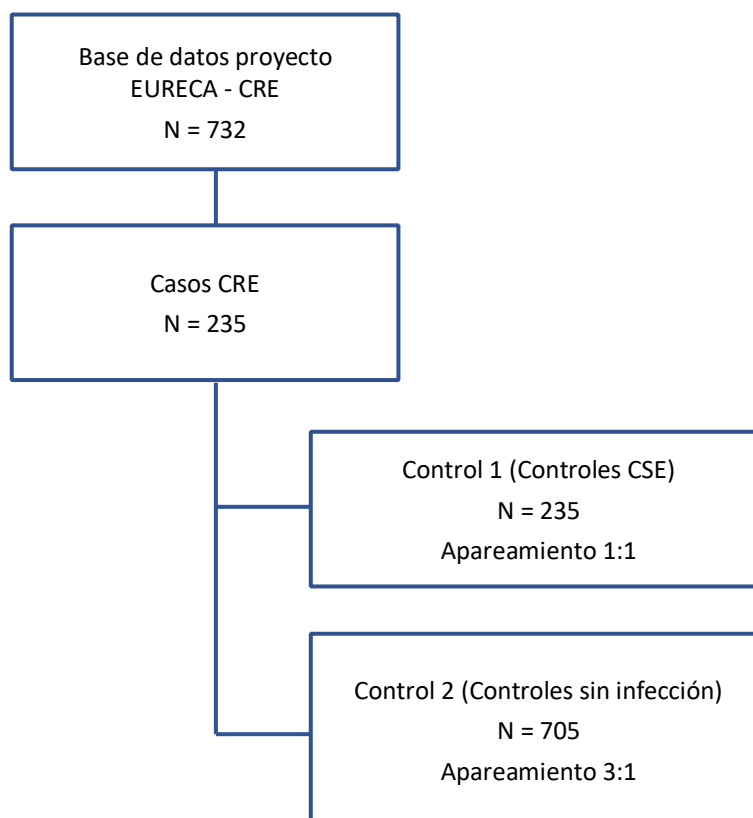 Base de datos proyecto
EURECA - CRE
N = 732
Casos CRE
N = 235
Control 1 (Controles CSE)
N = 235
Apareamiento 1:1
Control 2 (Controles sin infección)
N = 705
Apareamiento 3:1